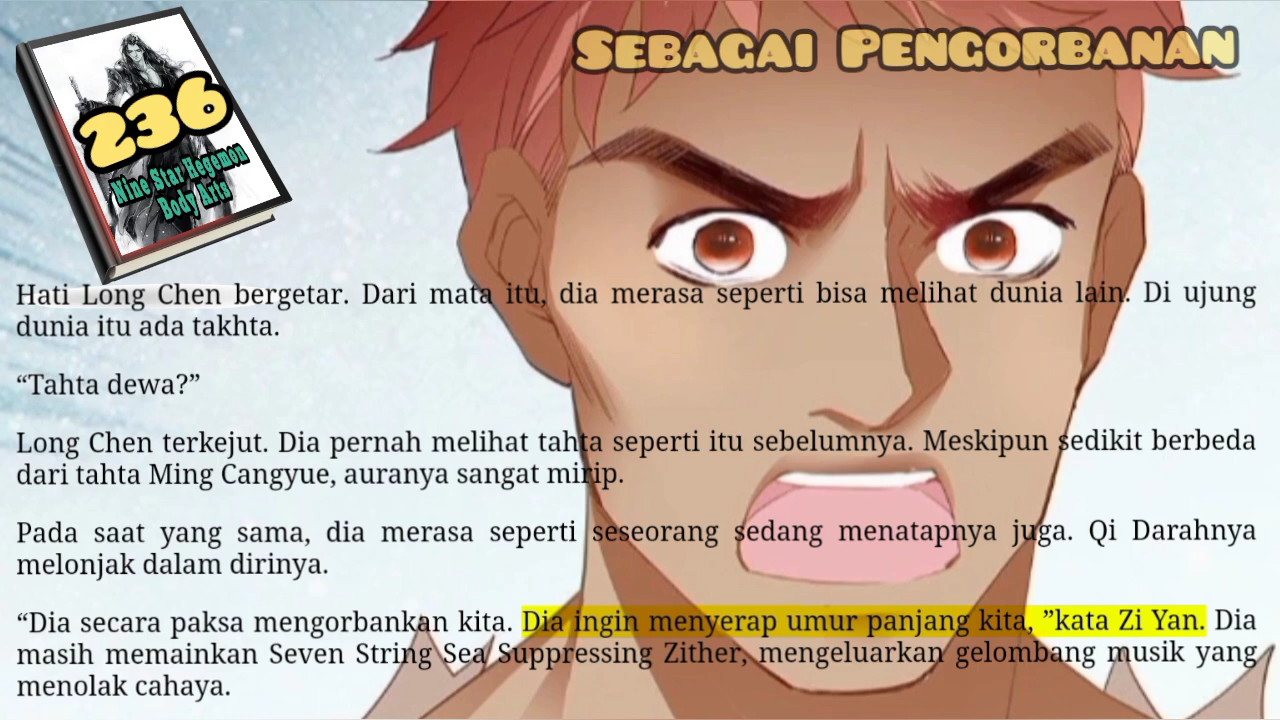 SEBAGAI PENGORBANAN
236
Nine Star Hegemon
Body Arts
Hati Long Chen bergetar. Dari mata itu, dia merasa seperti bisa melihat dunia lain. Di ujung
dunia itu ada takhta.
“Tahta dewa?”
Long Chen terkejut. Dia pernah melihat tahta seperti itu sebelumnya. Meskipun sedikit berbeda
dari tahta Ming Cangyue, auranya sangat mirip.
Pada saat yang sama, dia merasa seperti seseorang sedang menatapnya juga. Qi Darahnya
melonjak dalam dirinya.
“Dia secara paksa mengorbankan kita. Dia ingin menyerap umur panjang kita, ”kata Zi Yan. Dia
masih memainkan Seven String Sea Suppressing Zither, mengeluarkan gelombang musik yang
menolak cahaya.